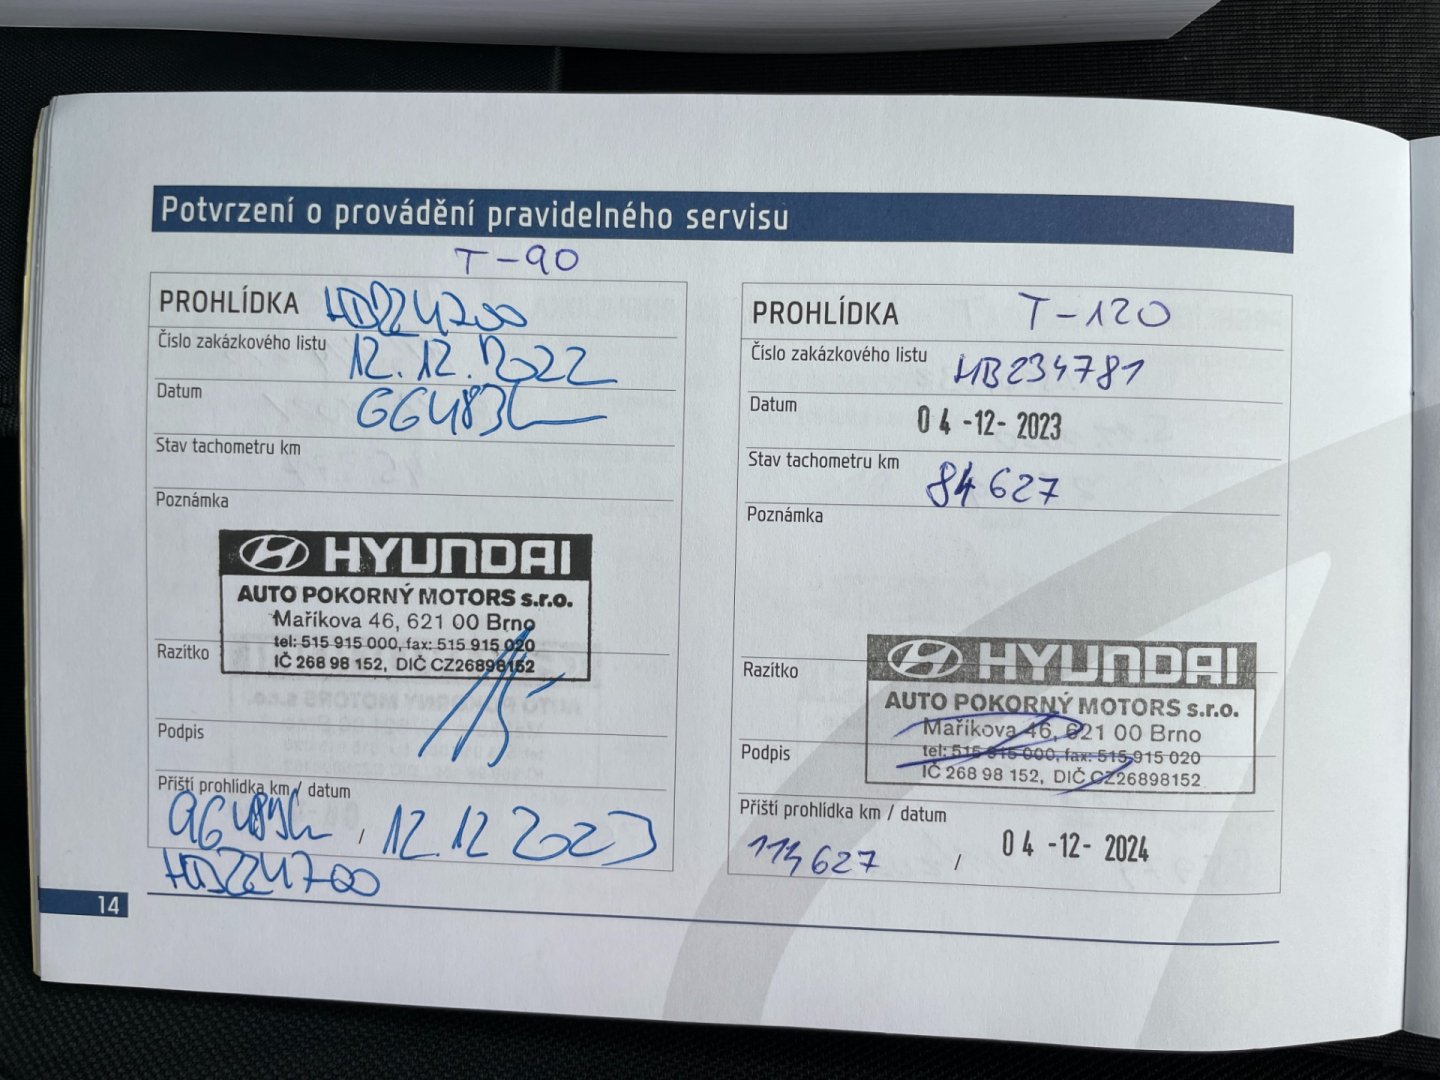 Potvrzení o provádění pravidelného servisu
T-90
PROHLÍDKA HB224700
Číslo zakázkového listu
12.12.2022
Datum
Stav tachometru km
Poznámka
HYUNDAI
AUTO POKORNÝ MOTORS s.r.o.
Maříkova 46, 621 00 Brno
tel: 515 915 000, fax: 515 915 020
IČ 268 98 152, DIČ CZ26898152
Razítko
Podpis
Příští prohlídka km / datum
/ 12.12 2023
HB224700
PROHLÍDKA T-120
Číslo zakázkového listu HB234781
Datum 04-12-2023
Stav tachometru km 84627
Poznámka
HYUNDAI
Razítko
AUTO POKORNÝ MOTORS s.r.o.
Maříkova 46, 621 00 Brno
tel: 515 915 000, fax: 515 915 020
IČ 268 98 152, DIČ CZ26898152
Podpis
Příští prohlídka km / datum
114627 / 04-12-2024
14